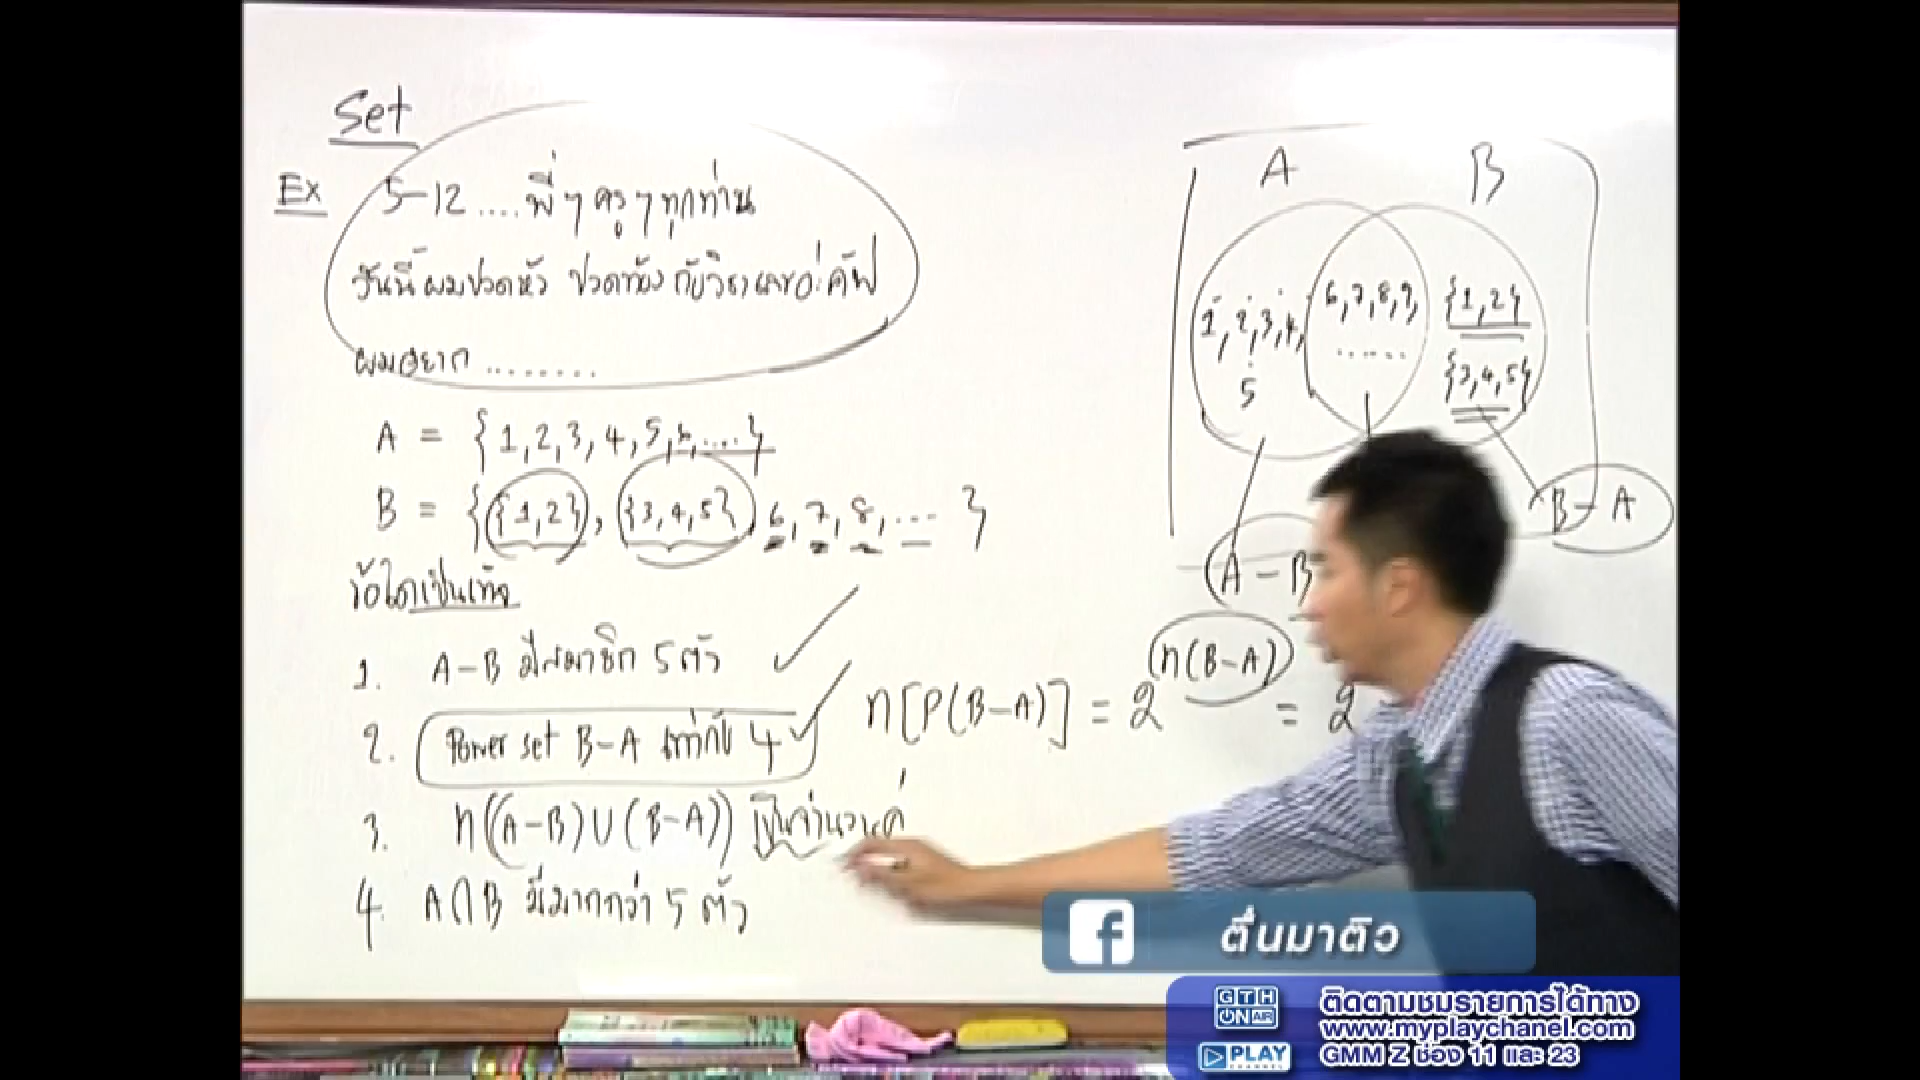 Set
Ex 5-12 .... พี่ๆ ครูๆ ทุกท่าน
วันนี้ผมปวดหัว ปวดท้อง กับวิชาเลขอ่ะคับ
ผมอยาก ........
A = {1,2,3,4,5,6,....}
B = {{1,2}, {3,4,5}, 6,7,8,.... }
ข้อใดเป็นเท็จ
1. A-B มีสมาชิก 5 ตัว
2. Power set B-A เท่ากับ 4
3. n((A-B)∪(B-A)) เป็นจำนวนคี่
4. A∩B มีมากกว่า 5 ตัว
A B
1, 2, 3, 4, 5
6, 7, 8, 9, ......
{1, 2}
{3, 4, 5}
A - B
B - A
n[P(B-A)] = 2^n(B-A) = 2
ตื่นมาติว
GTH ON AIR
PLAY CHANNEL
ติดตามชมรายการได้ทาง
www.myplaychanel.com
GMM Z ช่อง 11 และ 23